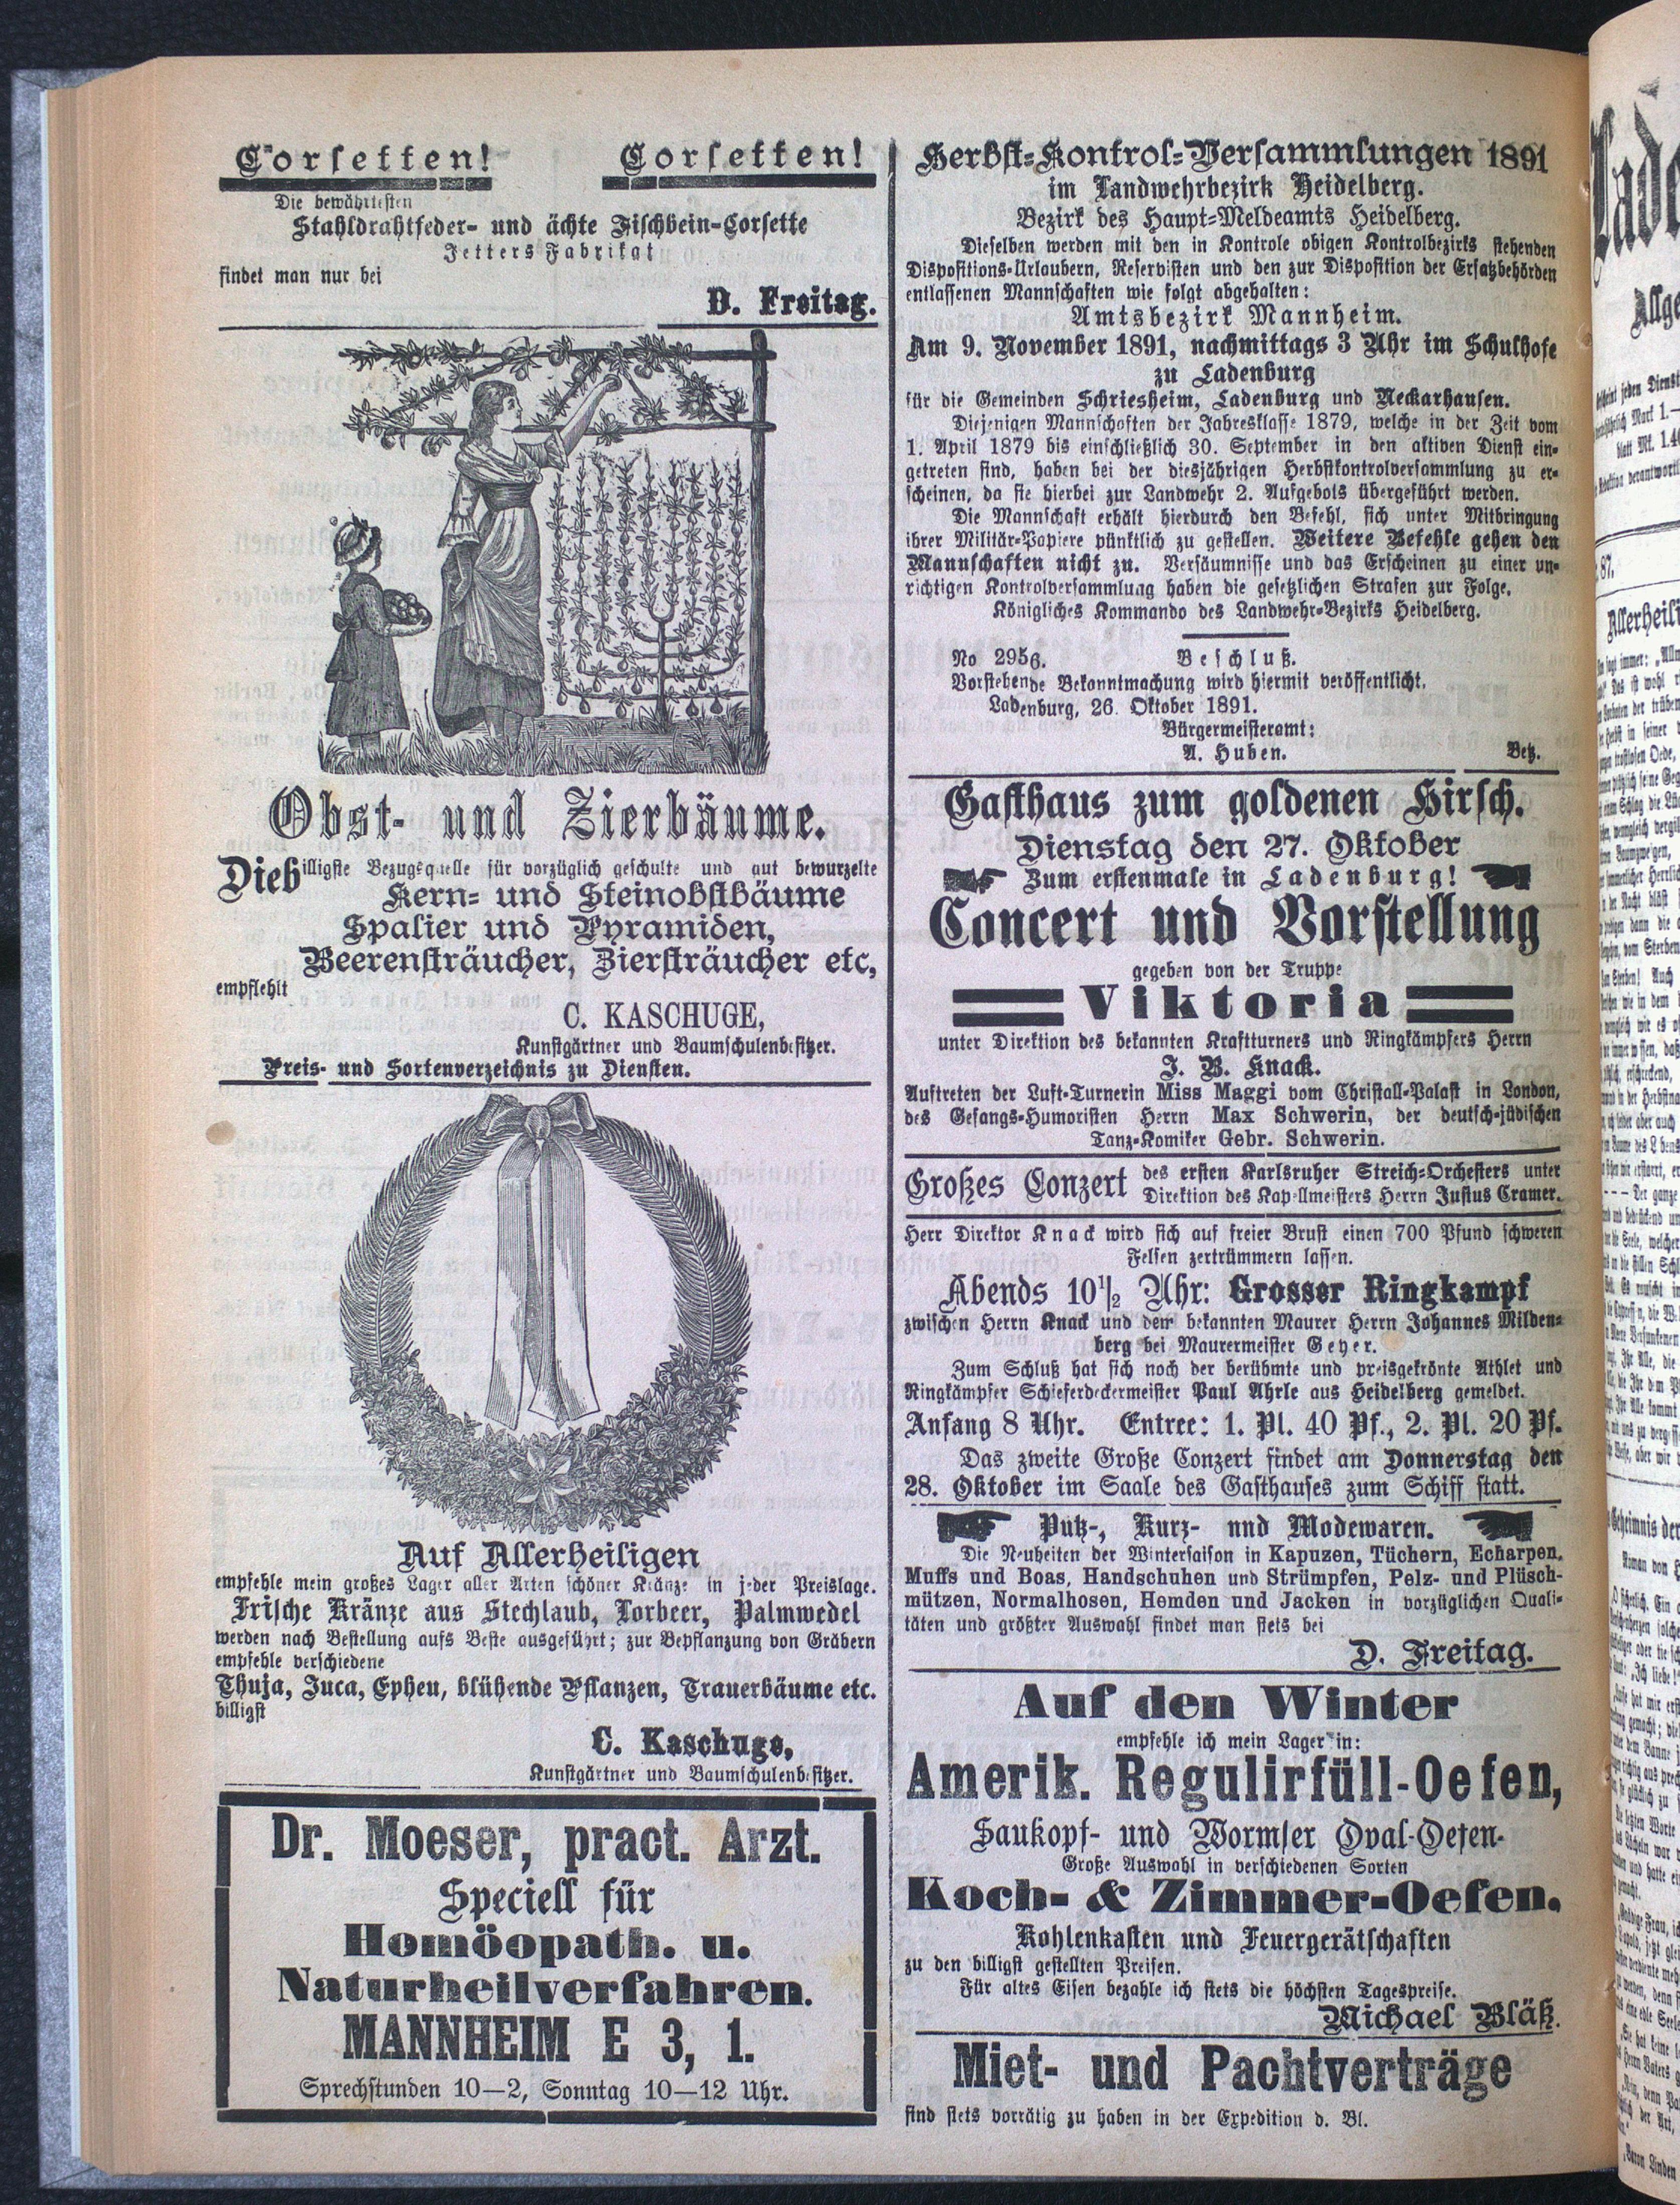 Corsetten! Corsetten!
Die bewährtesten
Stahldrahtfeder- und ächte Fischbein-Corsette
Jetters Fabrikat
findet man nur bei
D. Freitag.
Obst- und Zierbäume.
Die billigste Bezugsquelle für vorzüglich geschulte und gut bewurzelte
Kern- und Steinobstbäume
Spalier und Pyramiden,
Beerensträucher, Ziersträucher etc,
empfiehlt
C. KASCHUGE,
Kunstgärtner und Baumschulenbesitzer.
Preis- und Sortenverzeichnis zu Diensten.
Auf Allerheiligen
empfehle mein großes Lager aller Arten schöner Kränze in jeder Preislage.
Frische Kränze aus Stechlaub, Lorbeer, Palmwedel
werden nach Bestellung aufs Beste ausgeführt; zur Bepflanzung von Gräbern
empfehle verschiedene
Thuja, Juca, Epheu, blühende Pflanzen, Trauerbäume etc.
billigst
C. Kaschuge,
Kunstgärtner und Baumschulenbesitzer.
Dr. Moeser, pract. Arzt.
Speciell für
Homöopath. u.
Naturheilverfahren.
MANNHEIM E 3, 1.
Sprechstunden 10—2, Sonntag 10—12 Uhr.
Herbst-Kontrol-Versammlungen 1891
im Landwehrbezirk Heidelberg.
Bezirk des Haupt-Meldeamts Heidelberg.
Dieselben werden mit den in Kontrole obigen Kontrolbezirks stehenden
Dispositions-Urlaubern, Reservisten und den zur Disposition der Ersatzbehörden
entlassenen Mannschaften wie folgt abgehalten:
Amtsbezirk Mannheim.
Am 9. November 1891, nachmittags 3 Uhr im Schulhofe
zu Ladenburg
für die Gemeinden Schriesheim, Ladenburg und Neckarhausen.
Diejenigen Mannschaften der Jahresklasse 1879, welche in der Zeit vom
1. April 1879 bis einschließlich 30. September in den aktiven Dienst ein-
getreten sind, haben bei der diesjährigen Herbstkontrolversammlung zu er-
scheinen, da sie hierbei zur Landwehr 2. Aufgebots übergeführt werden.
Die Mannschaft erhält hierdurch den Befehl, sich unter Mitbringung
ihrer Militär-Papiere pünktlich zu gestellen. Weitere Befehle gehen den
Mannschaften nicht zu. Versäumnisse und das Erscheinen zu einer un-
richtigen Kontrolversammlung haben die gesetzlichen Strafen zur Folge.
Königliches Kommando des Landwehr-Bezirks Heidelberg.
No 2956. Beschluß.
Vorstehende Bekanntmachung wird hiermit veröffentlicht.
Ladenburg, 26. Oktober 1891.
Bürgermeisteramt:
A. Huben. Betz.
Gasthaus zum goldenen Hirsch.
Dienstag den 27. Oktober
Zum erstenmale in Ladenburg!
Concert und Vorstellung
gegeben von der Truppe
Viktoria
unter Direktion des bekannten Kraftturners und Ringkämpfers Herrn
J. B. Knack.
Auftreten der Luft-Turnerin Miss Maggi vom Christall-Palast in London,
des Gesangs-Humoristen Herrn Max Schwerin, der deutsch-jüdischen
Tanz-Komiker Gebr. Schwerin.
Großes Conzert des ersten Karlsruher Streich-Orchesters unter
Direktion des Kapellmeisters Herrn Justus Cramer.
Herr Direktor Knack wird sich auf freier Brust einen 700 Pfund schweren
Felsen zertrümmern lassen.
Abends 10½ Uhr: Grosser Ringkampf
zwischen Herrn Knack und dem bekannten Maurer Herrn Johannes Milden-
berg bei Maurermeister Geyer.
Zum Schluß hat sich noch der berühmte und preisgekrönte Athlet und
Ringkämpfer Schieferdeckermeister Paul Ahrle aus Heidelberg gemeldet.
Anfang 8 Uhr. Entree: 1. Pl. 40 Pf., 2. Pl. 20 Pf.
Das zweite Große Conzert findet am Donnerstag den
28. Oktober im Saale des Gasthauses zum Schiff statt.
Putz-, Kurz- und Modewaren.
Die Neuheiten der Wintersaison in Kapuzen, Tüchern, Echarpen,
Muffs und Boas, Handschuhen und Strümpfen, Pelz- und Plüsch-
mützen, Normalhosen, Hemden und Jacken in vorzüglichen Quali-
täten und größter Auswahl findet man stets bei
D. Freitag.
Auf den Winter
empfehle ich mein Lager in:
Amerik. Regulirfüll-Oefen,
Saukopf- und Wormser Oval-Oefen-
Große Auswahl in verschiedenen Sorten
Koch- & Zimmer-Oefen.
Kohlenkasten und Feuergerätschaften
zu den billigst gestellten Preisen.
Für altes Eisen bezahle ich stets die höchsten Tagespreise.
Michael Bläß.
Miet- und Pachtverträge
sind stets vorrätig zu haben in der Expedition d. Bl.